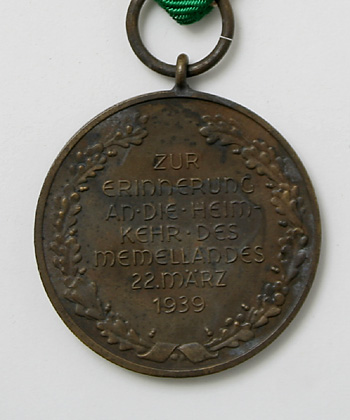 ZUR
ERINNERUNG
AN·DIE·HEIM-
KEHR·DES
MEMELLANDES
22.MÄRZ
1939